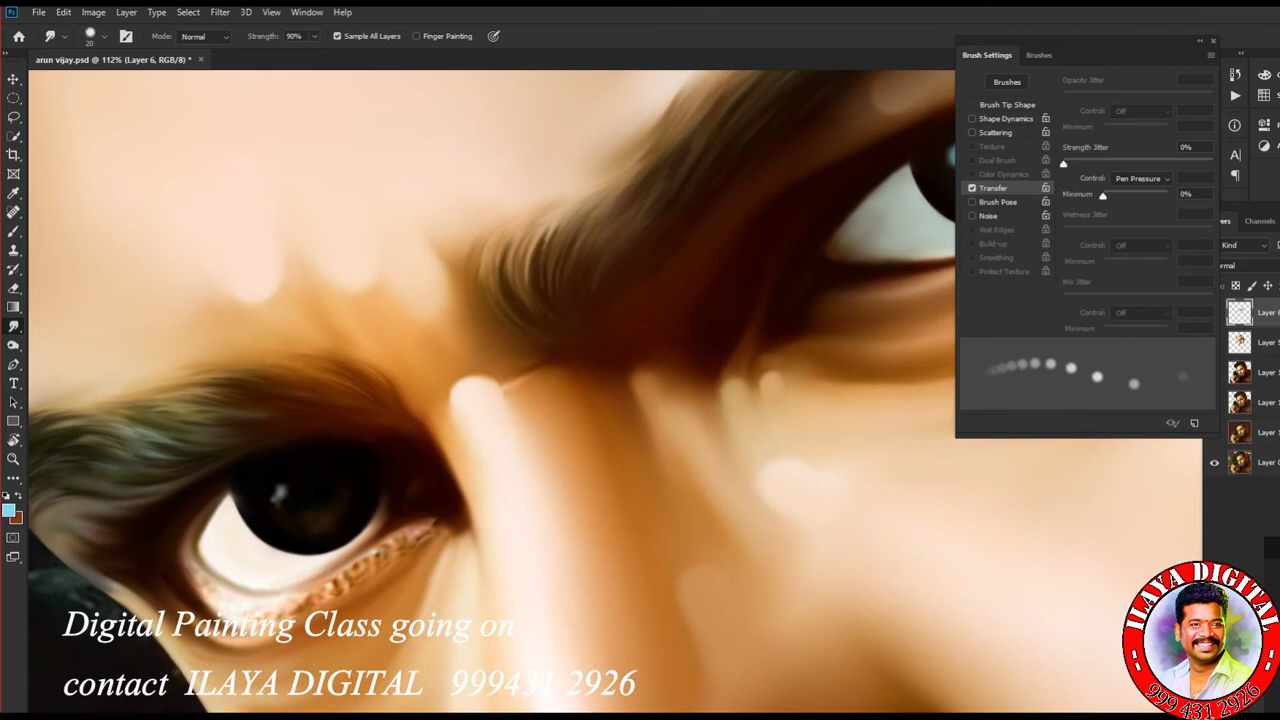 Ps File Edit Image Layer Type Select Filter 3D View Window Help
20 Mode: Normal Strength: 90% Sample All Layers Finger Painting
arun vijay.psd @ 112% (Layer 6, RGB/8) *
Brush Settings Brushes
Brushes
Opacity Jitter
Brush Tip Shape
Control: Off
Shape Dynamics
Minimum
Scattering
Texture
Strength Jitter 0%
Dual Brush
Color Dynamics
Control: Pen Pressure
Transfer
Minimum 0%
Brush Pose
Noise
Wetness Jitter
Wet Edges
Build-up
Control: Off
Smoothing
Minimum
Protect Texture
Mix Jitter
Control: Off
Minimum
Channels
Kind
Digital Painting Class going on
contact ILAYA DIGITAL 999431 2926
ILAYA DIGITAL
999 431 2926